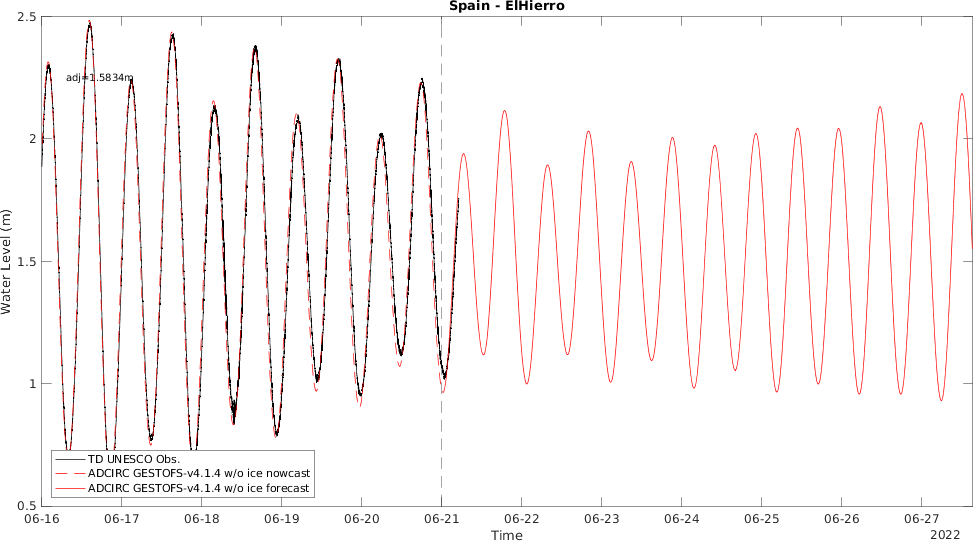 Spain - ElHierro
adj=1.5834m
Water Level (m)
2.5
2
1.5
1
0.5
TD UNESCO Obs.
ADCIRC GESTOFS-v4.1.4 w/o ice nowcast
ADCIRC GESTOFS-v4.1.4 w/o ice forecast
06-16 06-17 06-18 06-19 06-20 06-21 06-22 06-23 06-24 06-25 06-26 06-27
Time
2022